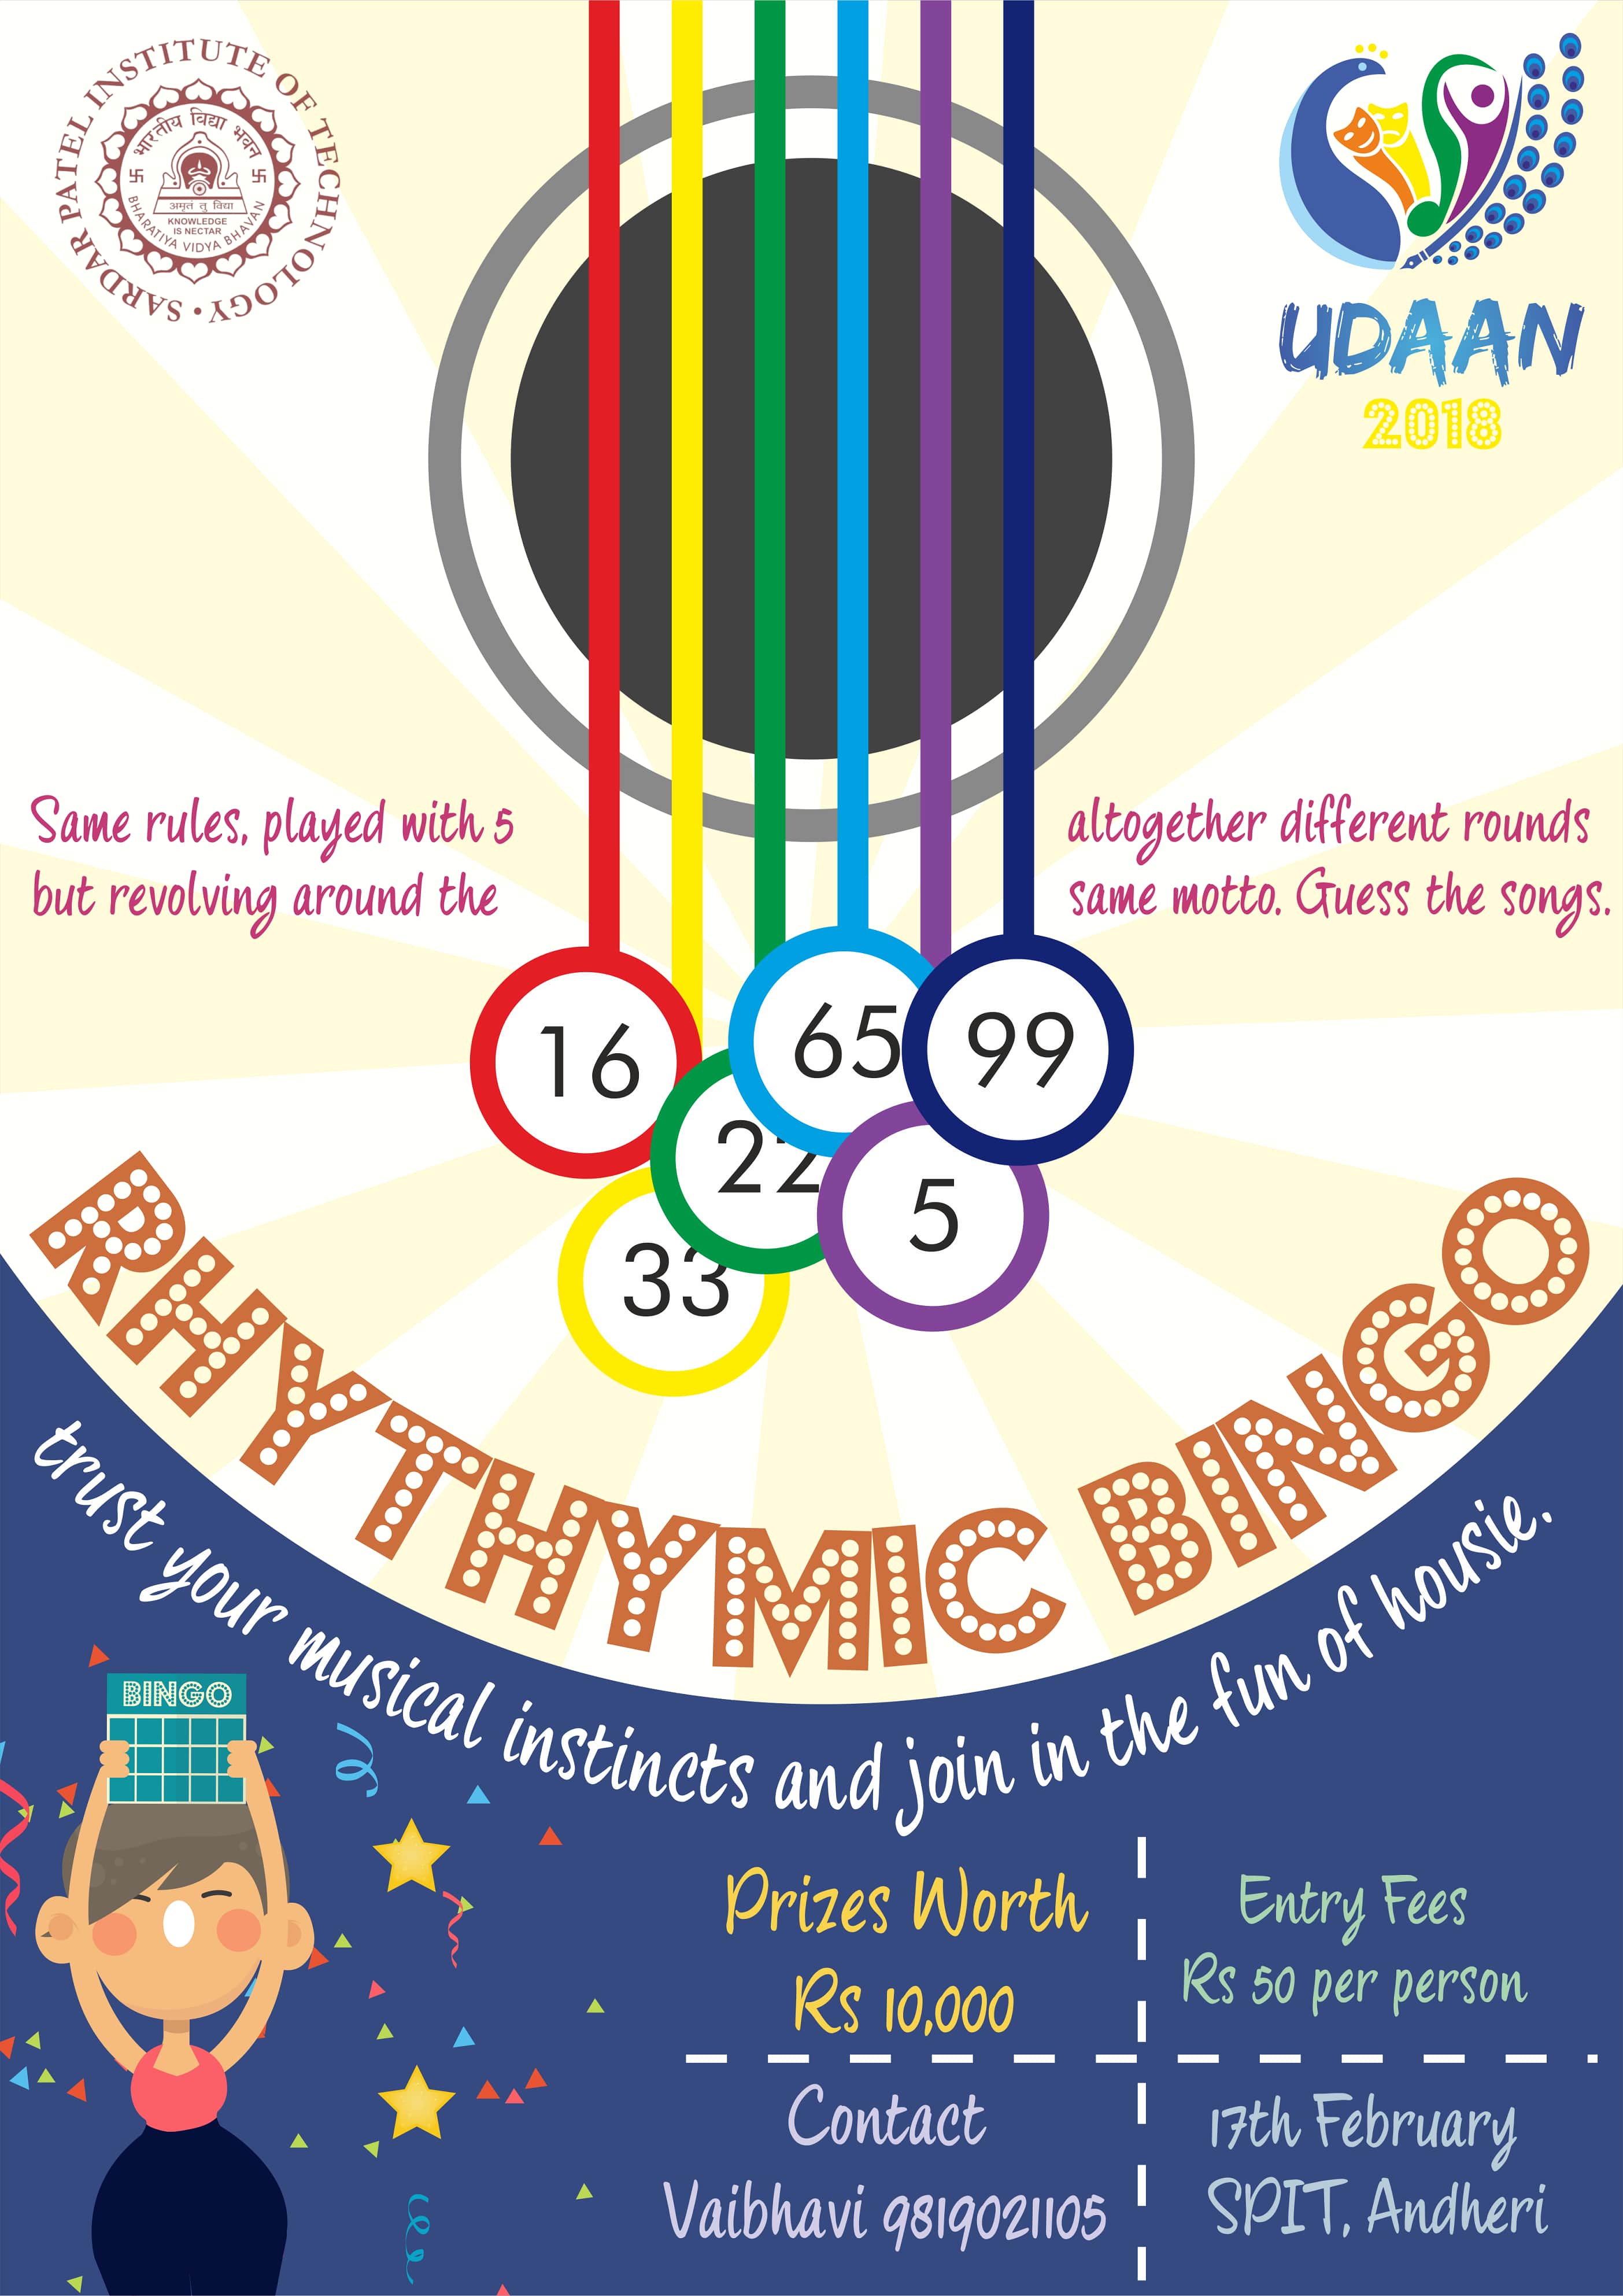 SARDAR PATEL INSTITUTE OF TECHNOLOGY •
भारतीय विद्या भवन
अमृतं तु विद्या
KNOWLEDGE
IS NECTAR
BHARATIYA VIDYA BHAVAN
UDAAN
2018
Same rules, played with 5 altogether different rounds
but revolving around the same motto. Guess the songs.
16
65
99
22
5
33
RHYTHYMIC BINGO
trust your musical instincts and join in the fun of housie.
BINGO
Prizes Worth
Rs 10,000
Entry Fees
Rs 50 per person
Contact
Vaibhavi 9819021105
17th February
SPIT, Andheri